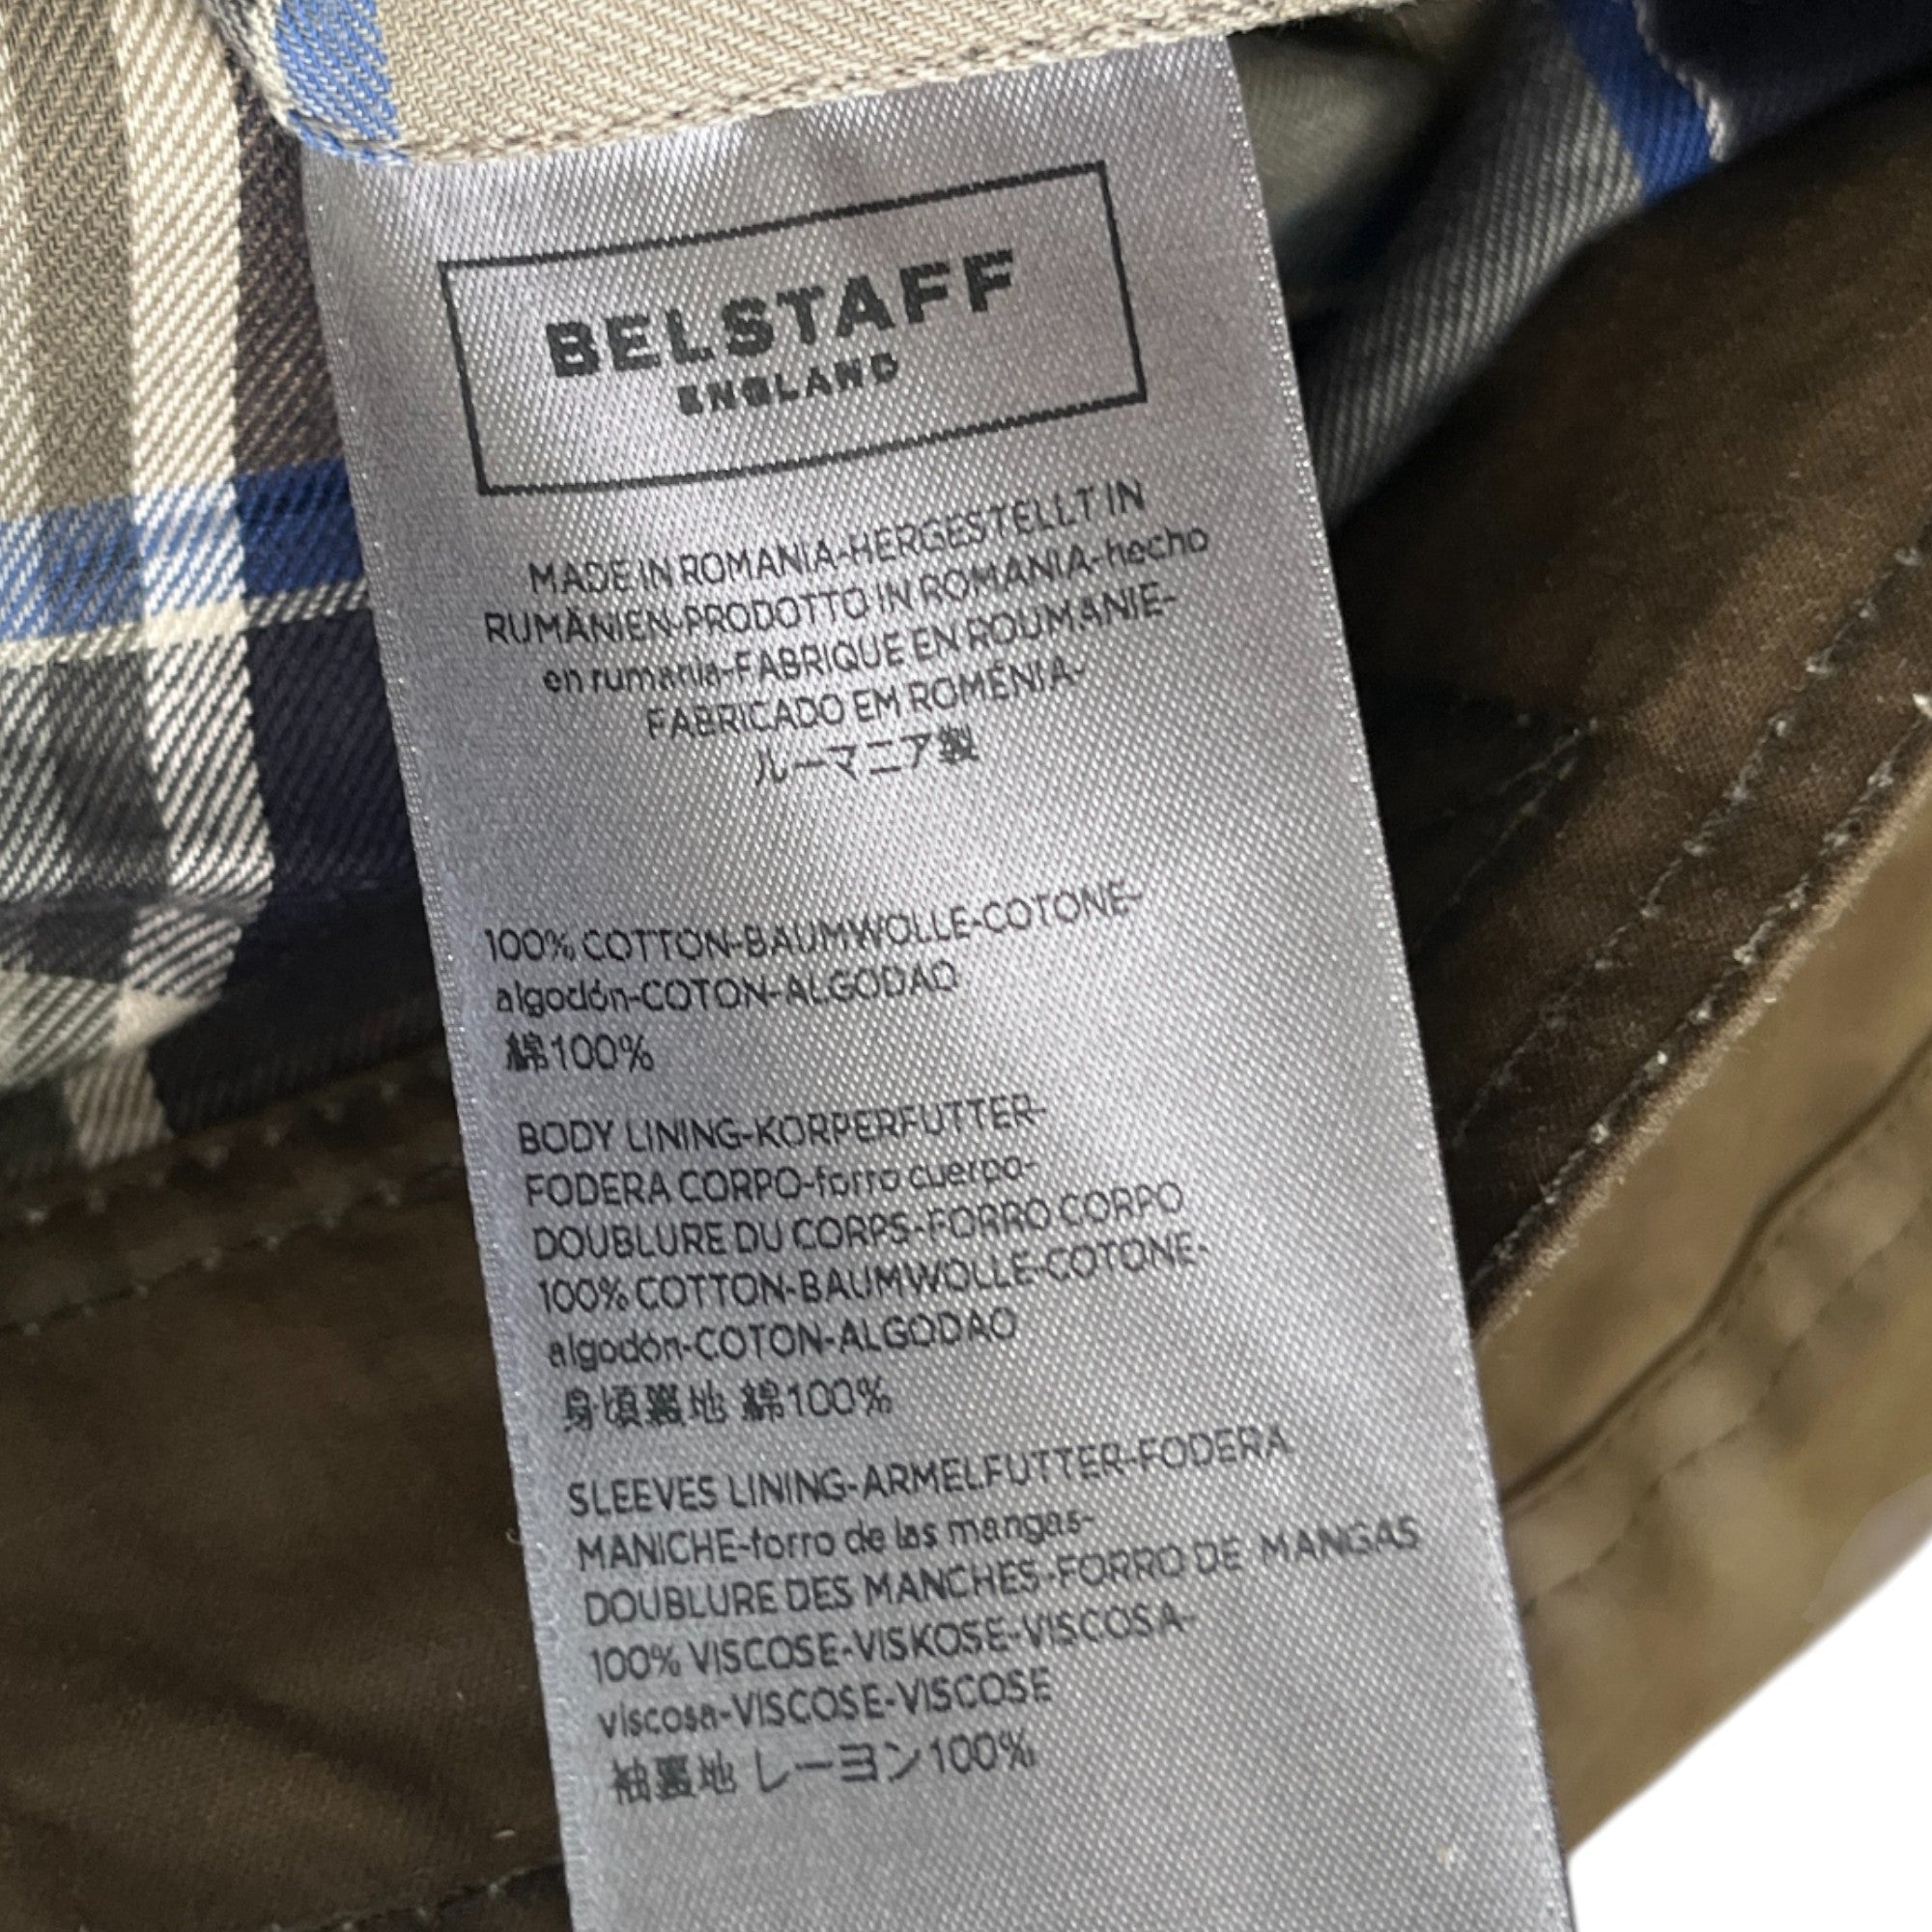 BELSTAFF
ENGLAND
MADE IN ROMANIA-HERGESTELLT IN
RUMÄNIEN-PRODOTTO IN ROMANIA-hecho
en rumania-FABRIQUE EN ROUMANIE-
FABRICADO EM ROMÉNIA-
ルーマニア製
100% COTTON-BAUMWOLLE-COTONE-
algodón-COTON-ALGODAO
綿100%
BODY LINING-KORPERFUTTER-
FODERA CORPO-forro cuerpo-
DOUBLURE DU CORPS-FORRO CORPO
100% COTTON-BAUMWOLLE-COTONE-
algodón-COTON-ALGODAO
身頃裏地 綿100%
SLEEVES LINING-ARMELFUTTER-FODERA
MANICHE-forro de las mangas-
DOUBLURE DES MANCHES-FORRO DE MANGAS
100% VISCOSE-VISKOSE-VISCOSA-
viscosa-VISCOSE-VISCOSE
袖裏地 レーヨン100%